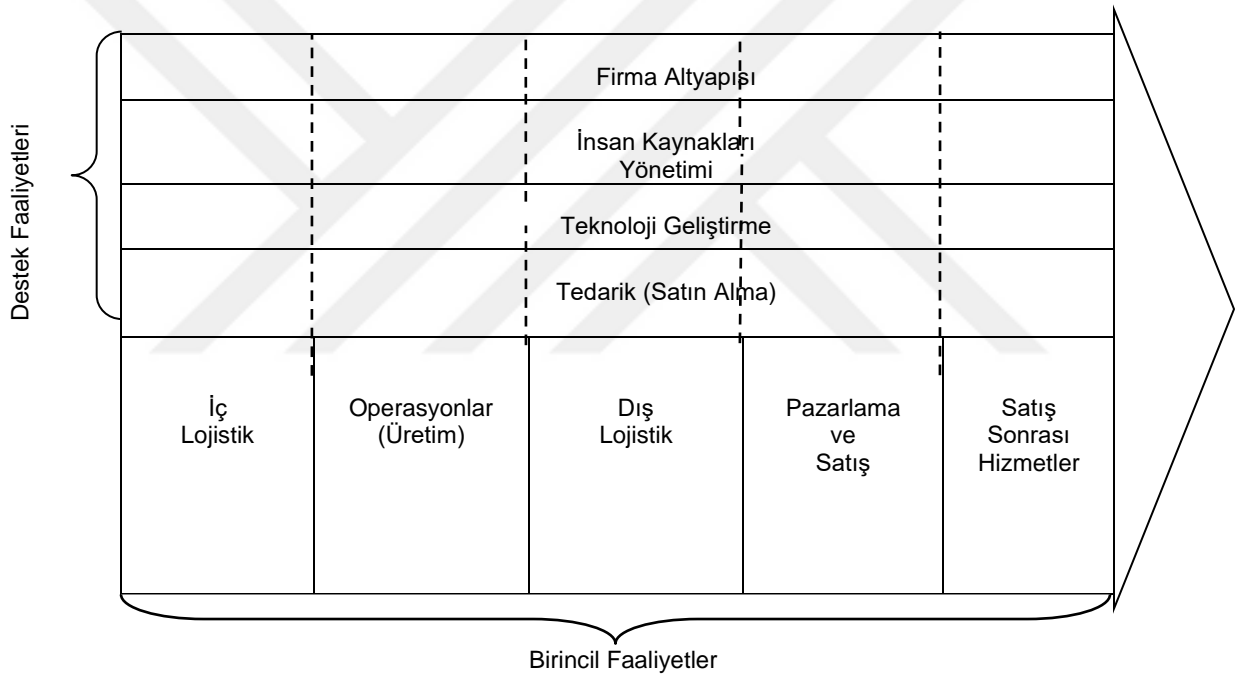 Destek Faaliyetleri
Firma Altyapısı
İnsan Kaynakları
Yönetimi
Teknoloji Geliştirme
Tedarik (Satın Alma)
İç
Lojistik
Operasyonlar
(Üretim)
Dış
Lojistik
Pazarlama
ve
Satış
Satış
Sonrası
Hizmetler
Birincil Faaliyetler